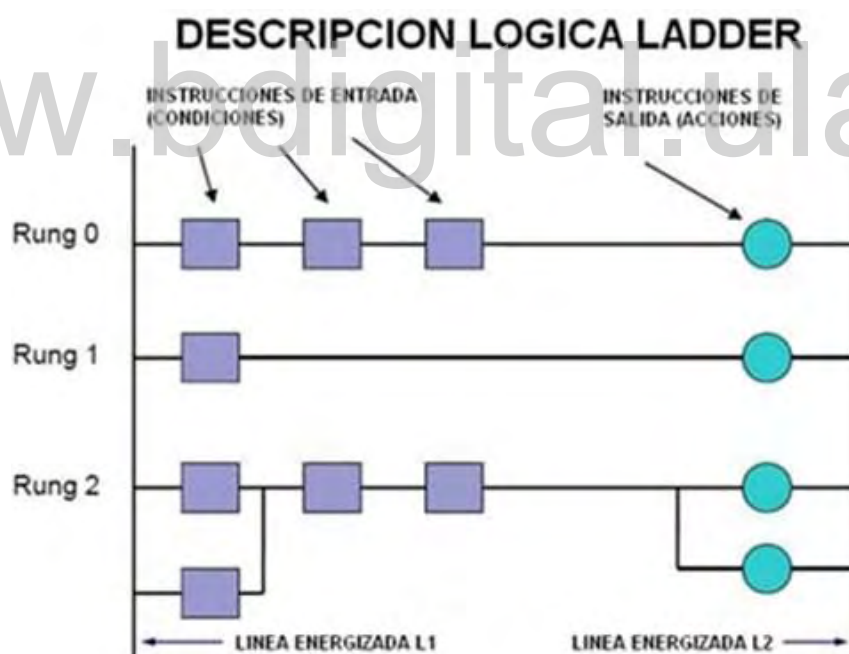 DESCRIPCION LOGICA LADDER
w.bdigital.ula
INSTRUCCIONES DE ENTRADA
(CONDICIONES)
INSTRUCCIONES DE
SALIDA (ACCIONES)
Rung 0
Rung 1
Rung 2
LINEA ENERGIZADA L1
LINEA ENERGIZADA L2